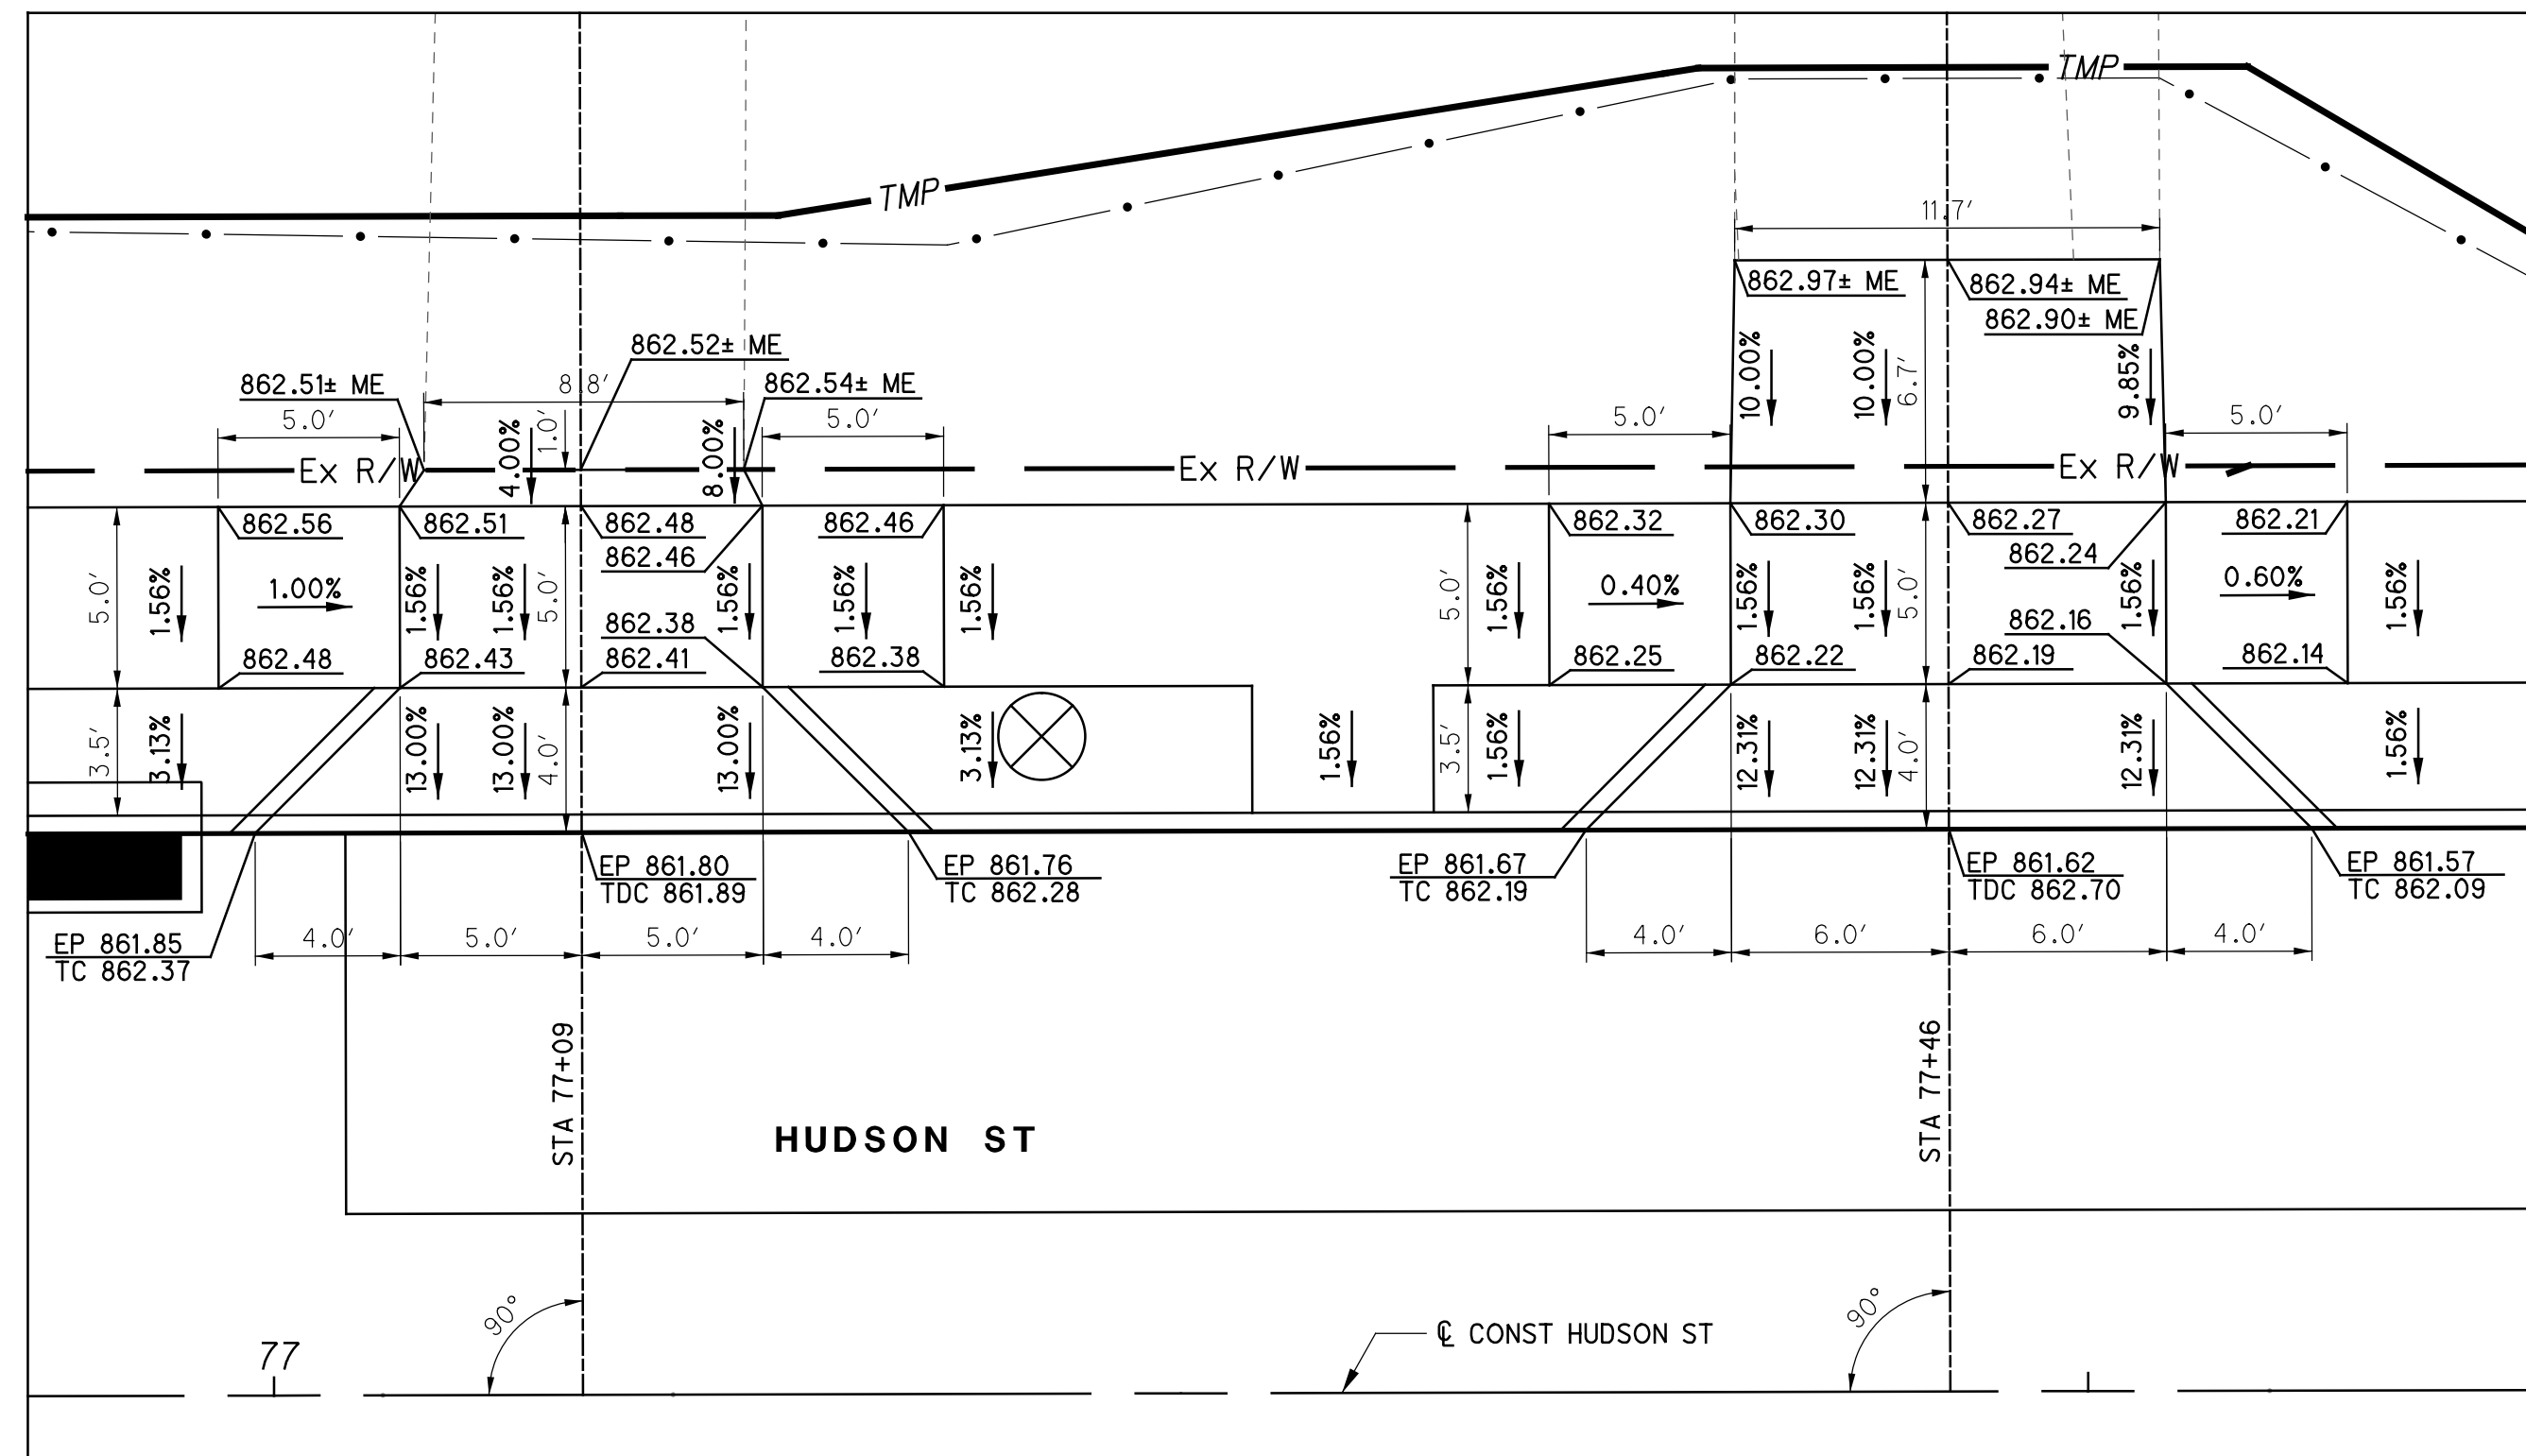 TMP
TMP
11.7'
862.97± ME
862.94± ME
862.90± ME
10.00%
10.00%
6.7'
9.85%
862.52± ME
862.51± ME
8.8'
862.54± ME
5.0'
4.00%
1.0'
8.00%
5.0'
5.0'
5.0'
Ex R/W
Ex R/W
Ex R/W
862.56
862.51
862.48
862.46
862.46
862.32
862.30
862.27
862.24
862.21
5.0'
1.56%
1.00%
1.56%
1.56%
5.0'
1.56%
1.56%
1.56%
5.0'
1.56%
0.40%
1.56%
1.56%
5.0'
1.56%
0.60%
1.56%
862.38
862.16
862.48
862.43
862.41
862.38
862.25
862.22
862.19
862.14
3.5'
3.13%
13.00%
13.00%
4.0'
13.00%
3.13%
1.56%
3.5'
1.56%
12.31%
12.31%
4.0'
12.31%
1.56%
EP 861.80
TDC 861.89
EP 861.76
TC 862.28
EP 861.67
TC 862.19
EP 861.62
TDC 862.70
EP 861.57
TC 862.09
EP 861.85
TC 862.37
4.0'
5.0'
5.0'
4.0'
4.0'
6.0'
6.0'
4.0'
STA 77+09
STA 77+46
HUDSON ST
90°
90°
77
℄ CONST HUDSON ST